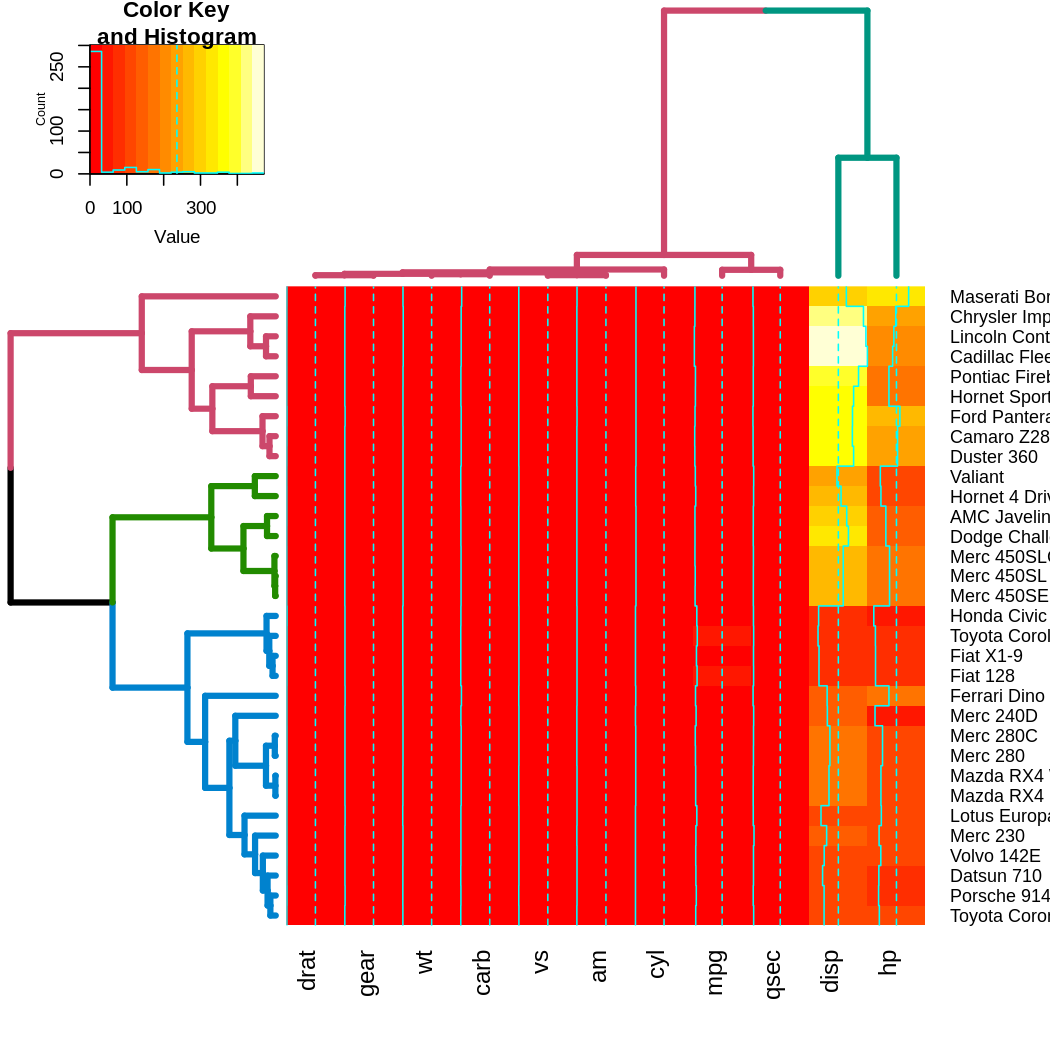 Color Key
and Histogram
Count
0 100 250
0 100 300
Value
Maserati Bor
Chrysler Imp
Lincoln Cont
Cadillac Flee
Pontiac Fireb
Hornet Sport
Ford Pantera
Camaro Z28
Duster 360
Valiant
Hornet 4 Driv
AMC Javelin
Dodge Chall
Merc 450SLC
Merc 450SL
Merc 450SE
Honda Civic
Toyota Corol
Fiat X1-9
Fiat 128
Ferrari Dino
Merc 240D
Merc 280C
Merc 280
Mazda RX4
Mazda RX4
Lotus Europa
Merc 230
Volvo 142E
Datsun 710
Porsche 914
Toyota Coron
drat gear wt carb vs am cyl mpg qsec disp hp